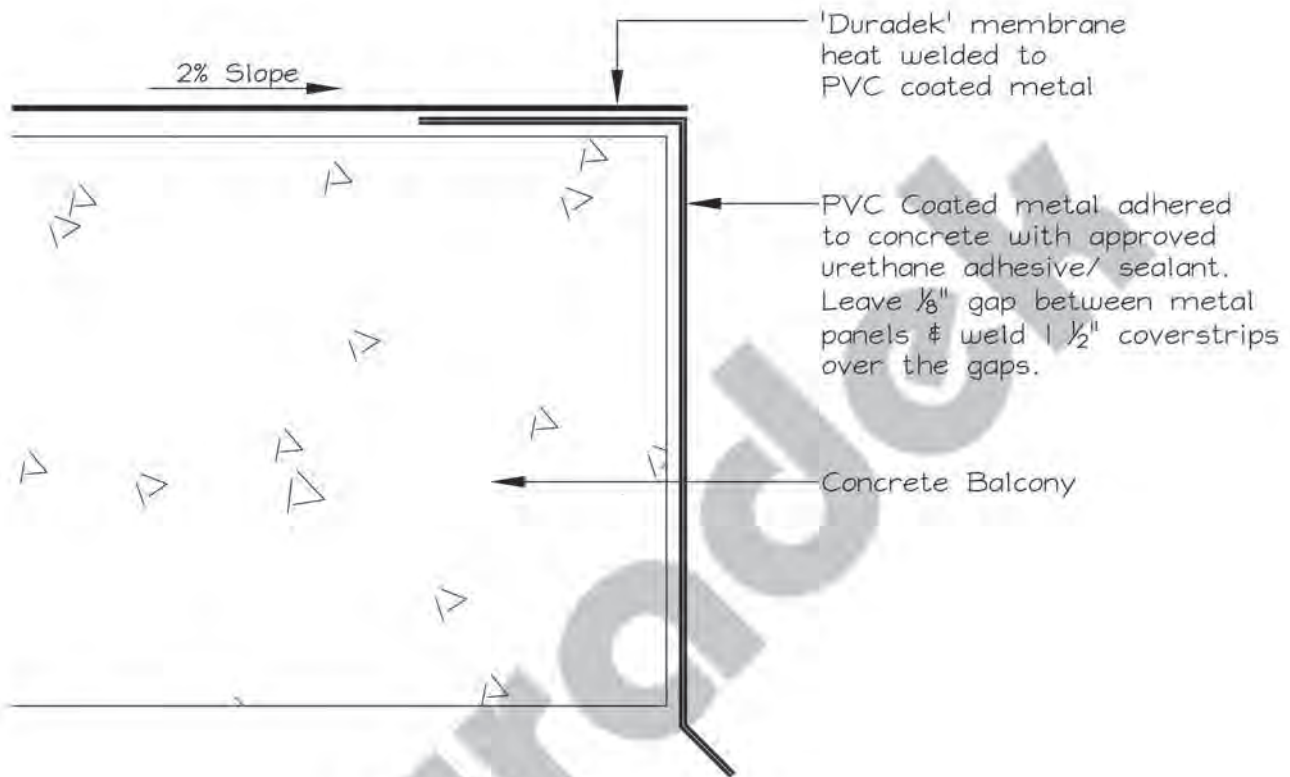 2% Slope
'Duradek' membrane
heat welded to
PVC coated metal
PVC Coated metal adhered
to concrete with approved
urethane adhesive/ sealant.
Leave ⅛" gap between metal
panels & weld 1 ½" coverstrips
over the gaps.
Concrete Balcony